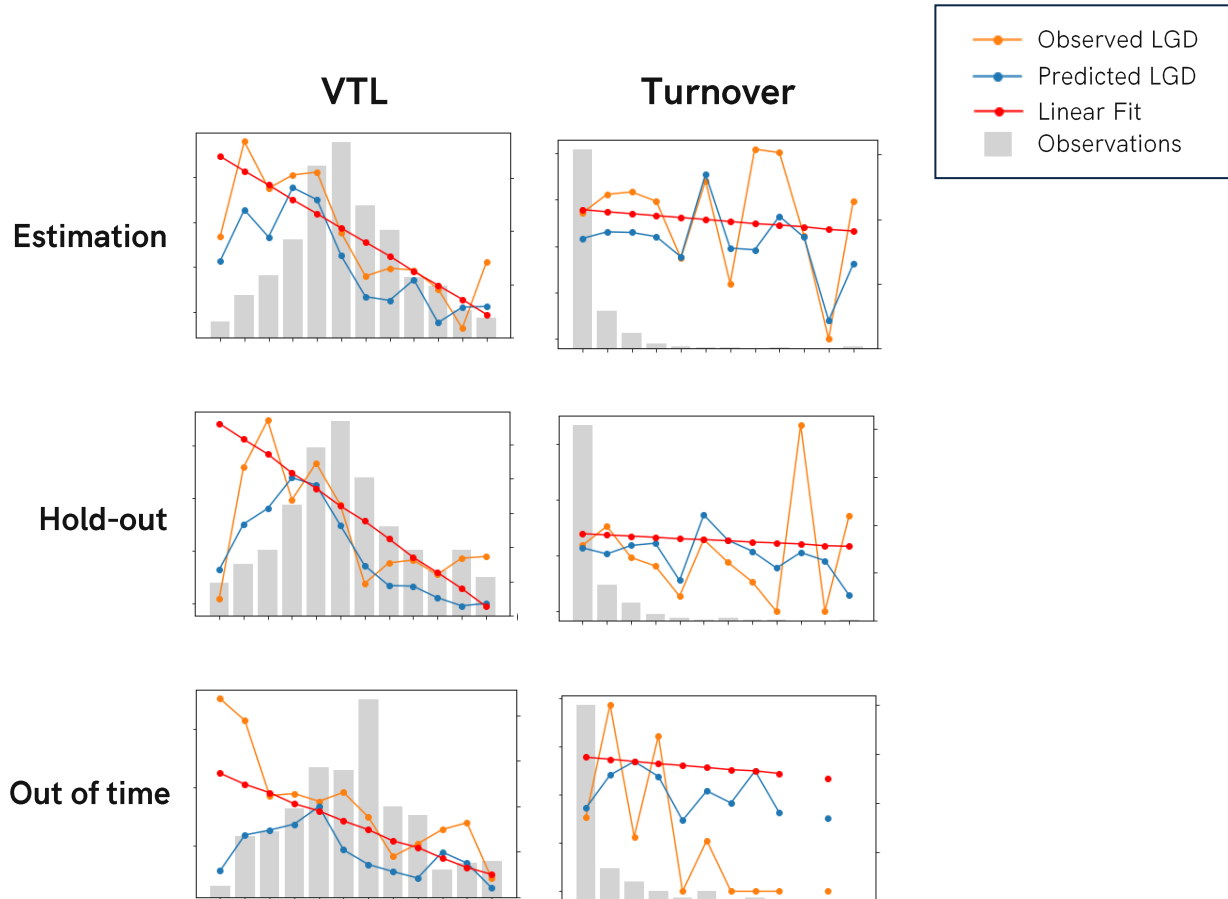 Observed LGD
Predicted LGD
Linear Fit
Observations
VTL
Turnover
Estimation
Hold-out
Out of time